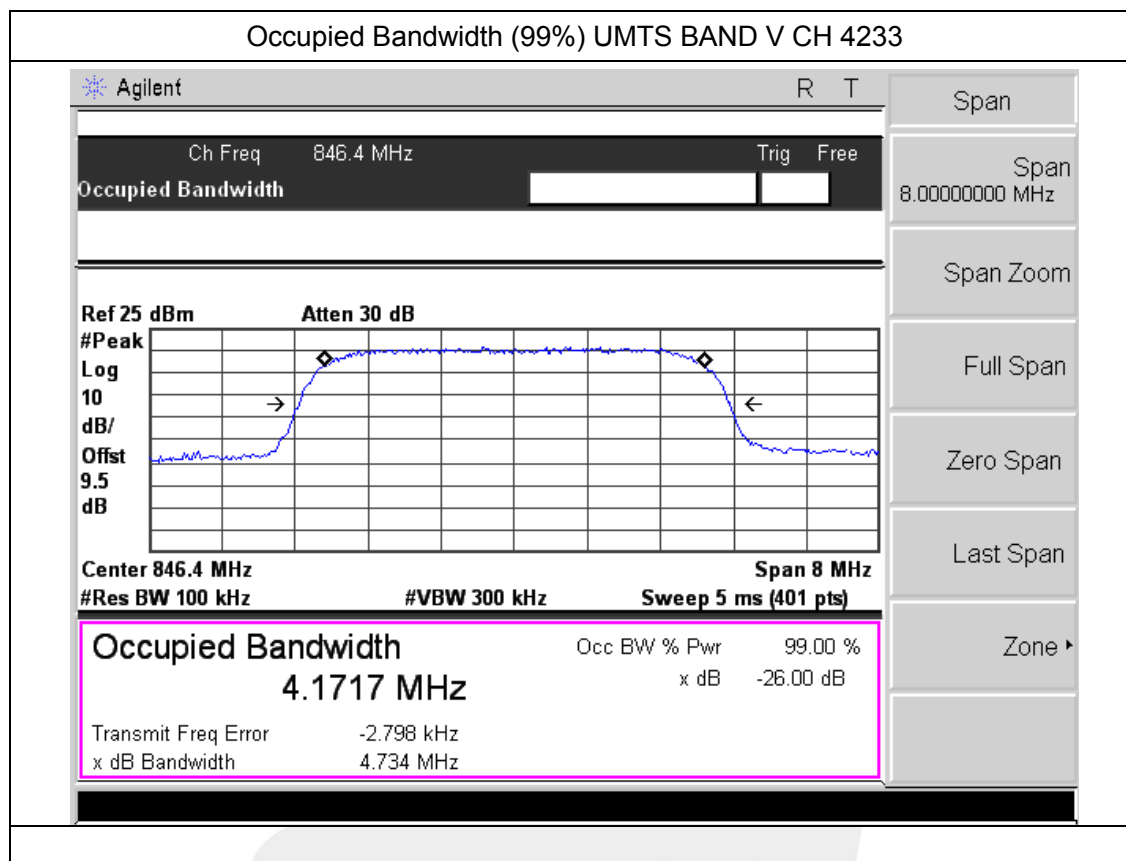 Occupied Bandwidth (99%) UMTS BAND V CH 4233
Agilent R T
Span
Ch Freq 846.4 MHz Trig Free
Occupied Bandwidth
Span
8.00000000 MHz
Span Zoom
Ref 25 dBm Atten 30 dB
#Peak
Log
10
dB/
Offst
9.5
dB
Full Span
Zero Span
Last Span
Center 846.4 MHz Span 8 MHz
#Res BW 100 kHz #VBW 300 kHz Sweep 5 ms (401 pts)
Occupied Bandwidth Occ BW % Pwr 99.00 %
4.1717 MHz x dB -26.00 dB
Zone
Transmit Freq Error -2.798 kHz
x dB Bandwidth 4.734 MHz